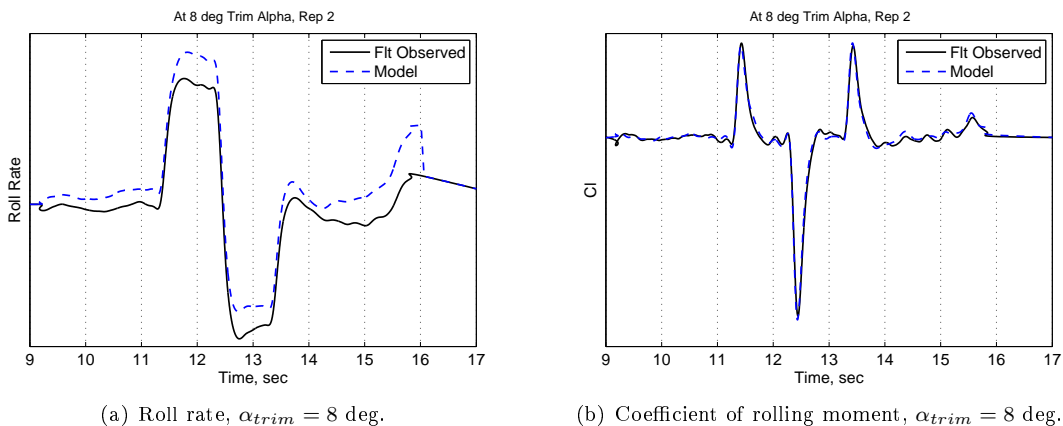 At 8 deg Trim Alpha, Rep 2
Flt Observed
Model
Roll Rate
9 10 11 12 13 14 15 16 17
Time, sec
(a) Roll rate, α_trim = 8 deg.
At 8 deg Trim Alpha, Rep 2
Flt Observed
Model
Cl
9 10 11 12 13 14 15 16 17
Time, sec
(b) Coefficient of rolling moment, α_trim = 8 deg.